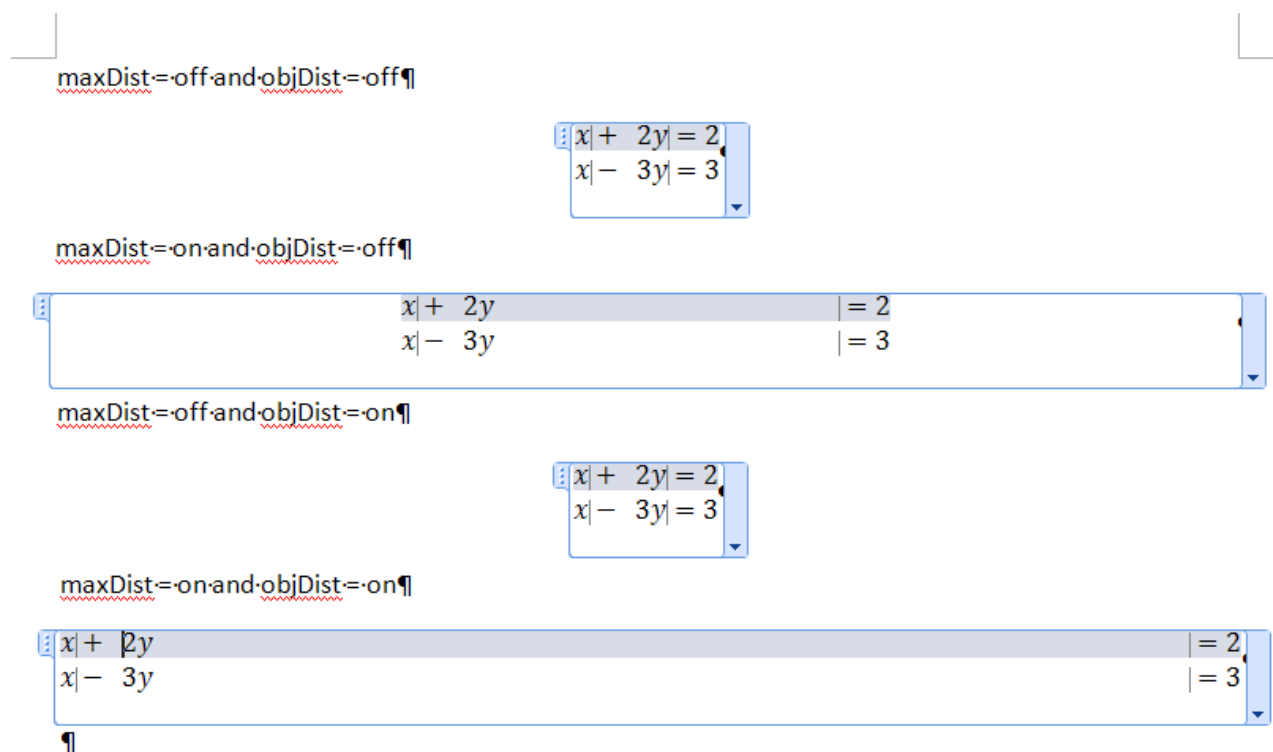 maxDist·=·off·and·objDist·=·off¶
x|+ 2y|= 2
x|− 3y|= 3
maxDist·=·on·and·objDist·=·off¶
x|+ 2y |= 2
x|− 3y |= 3
maxDist·=·off·and·objDist·=·on¶
x|+ 2y|= 2
x|− 3y|= 3
maxDist·=·on·and·objDist·=·on¶
x|+ 2y |= 2
x|− 3y |= 3
¶